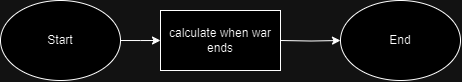 Start
calculate when war
ends
End